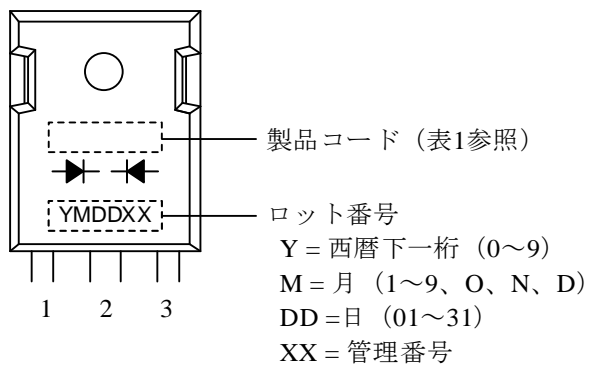 製品コード（表1参照）
YMDDXX
ロット番号
Y = 西暦下一桁（0～9）
M = 月（1～9、O、N、D）
DD =日（01～31）
XX = 管理番号
1 2 3